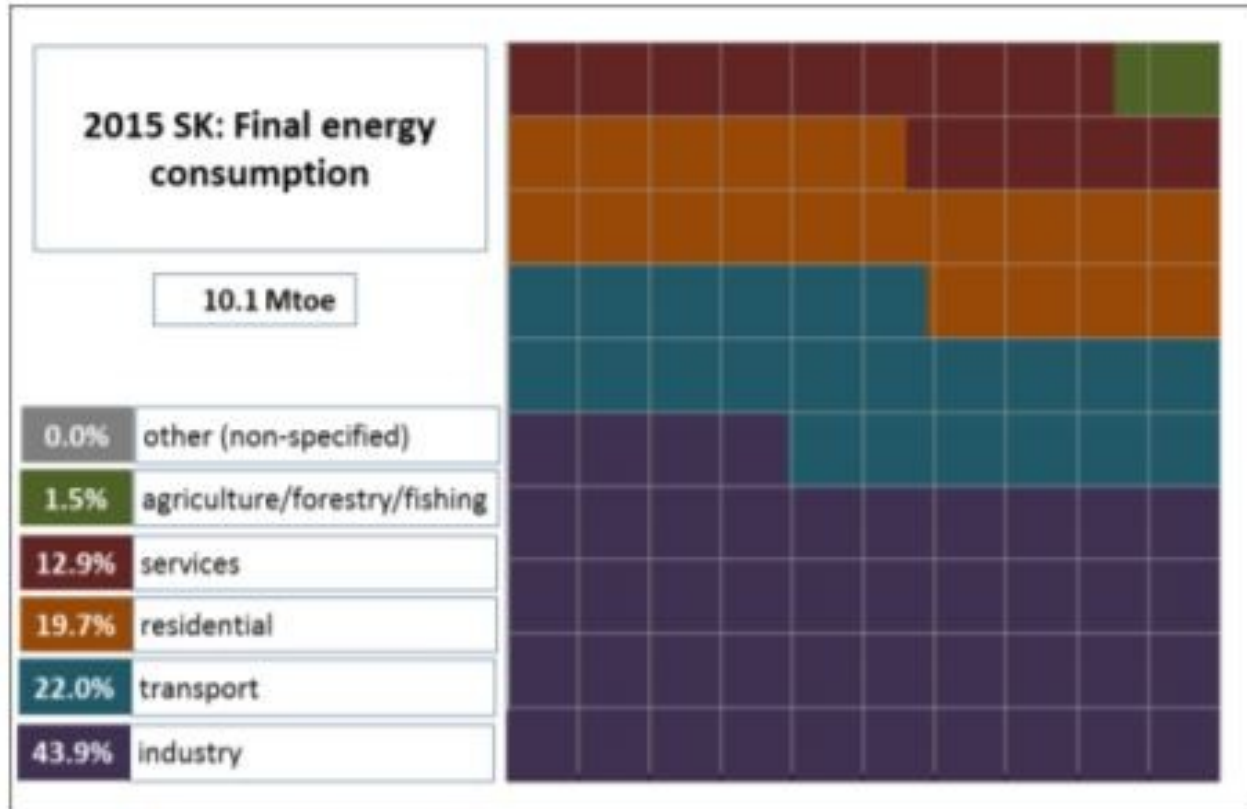 2015 SK: Final energy
consumption
10.1 Mtoe
0.0% other (non-specified)
1.5% agriculture/forestry/fishing
12.9% services
19.7% residential
22.0% transport
43.9% industry